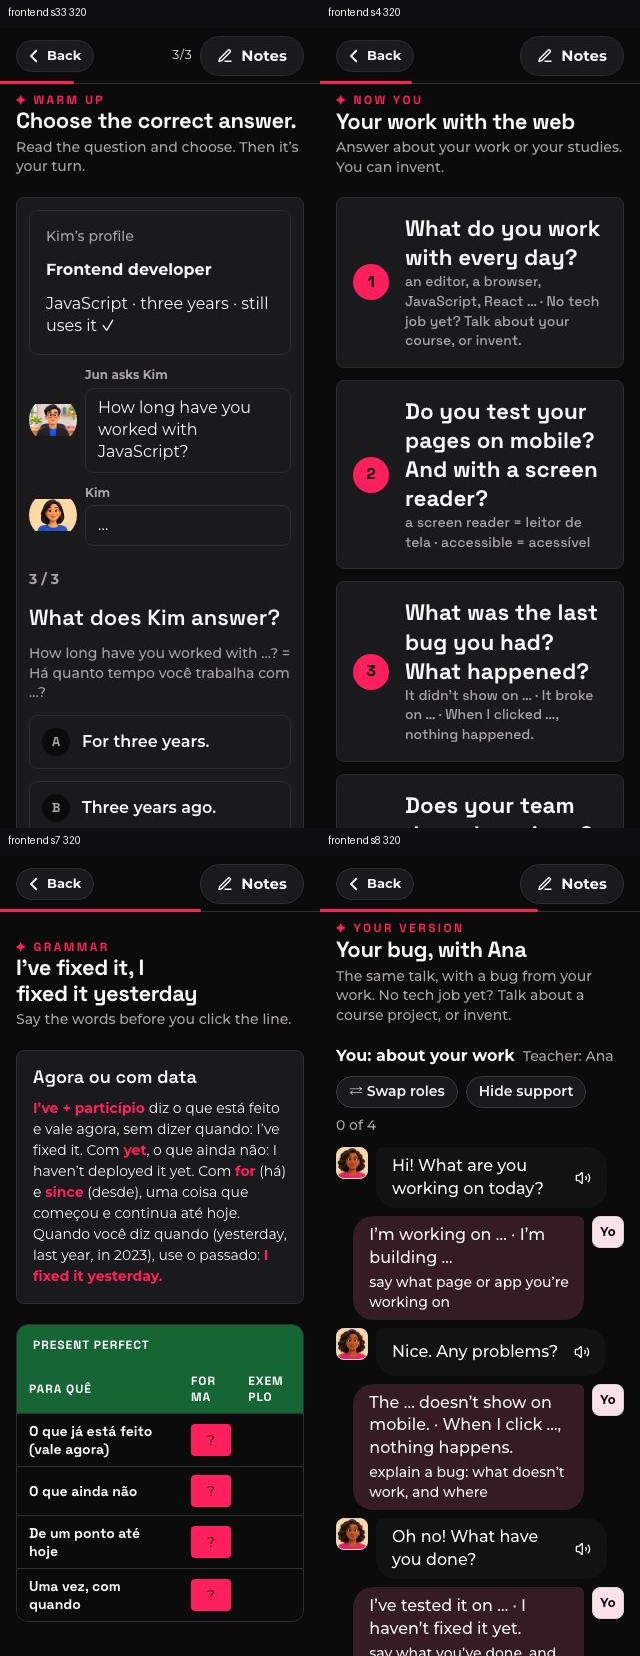 frontend s33 320
Back
3/3
Notes
WARM UP
Choose the correct answer.
Read the question and choose. Then it's
your turn.
Kim's profile
Frontend developer
JavaScript · three years · still
uses it ✓
Jun asks Kim
How long have you
worked with
JavaScript?
Kim
...
3 / 3
What does Kim answer?
How long have you worked with ...? =
Há quanto tempo você trabalha com
...?
A
For three years.
B
Three years ago.
frontend s4 320
Back
Notes
NOW YOU
Your work with the web
Answer about your work or your studies.
You can invent.
1
What do you work
with every day?
an editor, a browser,
JavaScript, React ... · No tech
job yet? Talk about your
course, or invent.
2
Do you test your
pages on mobile?
And with a screen
reader?
a screen reader = leitor de
tela · accessible = acessível
3
What was the last
bug you had?
What happened?
It didn't show on ... · It broke
on ... · When I clicked ...,
nothing happened.
Does your team
frontend s7 320
Back
Notes
GRAMMAR
I've fixed it, I
fixed it yesterday
Say the words before you click the line.
Agora ou com data
I've + particípio diz o que está feito
e vale agora, sem dizer quando: I've
fixed it. Com yet, o que ainda não: I
haven't deployed it yet. Com for (há)
e since (desde), uma coisa que
começou e continua até hoje.
Quando você diz quando (yesterday,
last year, in 2023), use o passado: I
fixed it yesterday.
PRESENT PERFECT
PARA QUÊ
FOR
MA
EXEM
PLO
O que já está feito
(vale agora)
?
O que ainda não
?
De um ponto até
hoje
?
Uma vez, com
quando
?
frontend s8 320
Back
Notes
YOUR VERSION
Your bug, with Ana
The same talk, with a bug from your
work. No tech job yet? Talk about a
course project, or invent.
You: about your work Teacher: Ana
Swap roles
Hide support
0 of 4
Hi! What are you
working on today?
I'm working on ... · I'm
building ...
say what page or app you're
working on
Yo
Nice. Any problems?
The ... doesn't show on
mobile. · When I click ...,
nothing happens.
explain a bug: what doesn't
work, and where
Yo
Oh no! What have
you done?
I've tested it on ... · I
haven't fixed it yet.
say what you've done, and
Yo